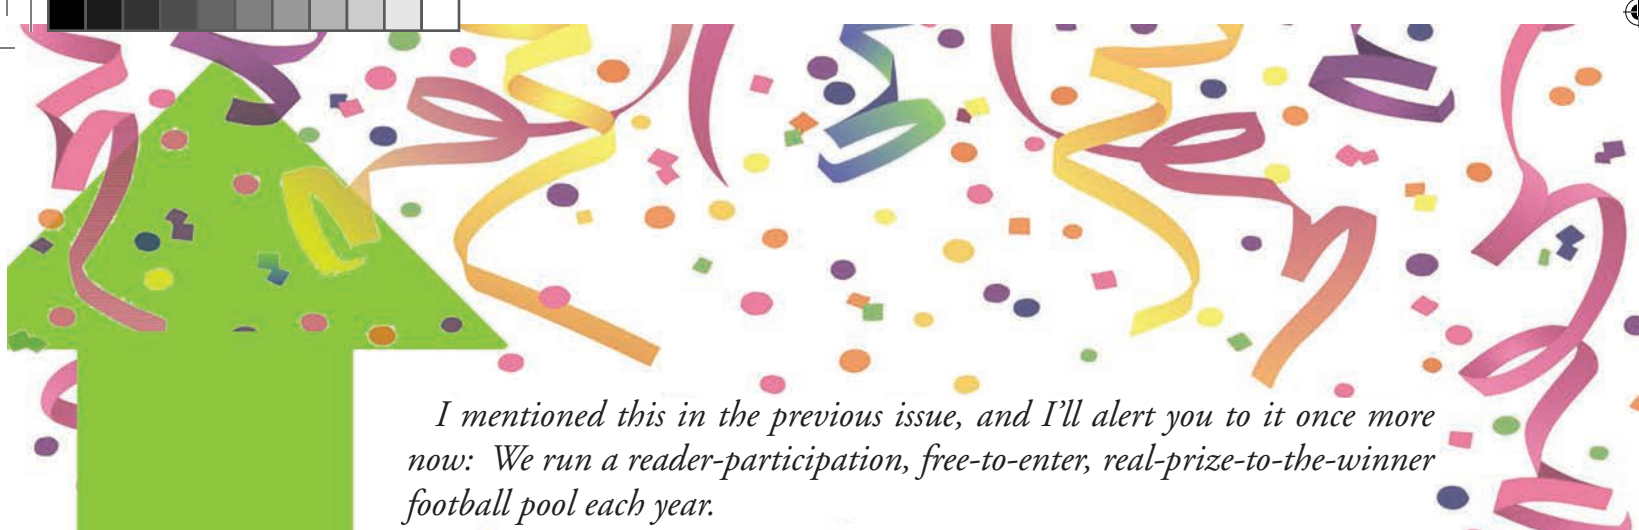 I mentioned this in the previous issue, and I’ll alert you to it once more
now:  We run a reader-participation, free-to-enter, real-prize-to-the-winner
football pool each year.